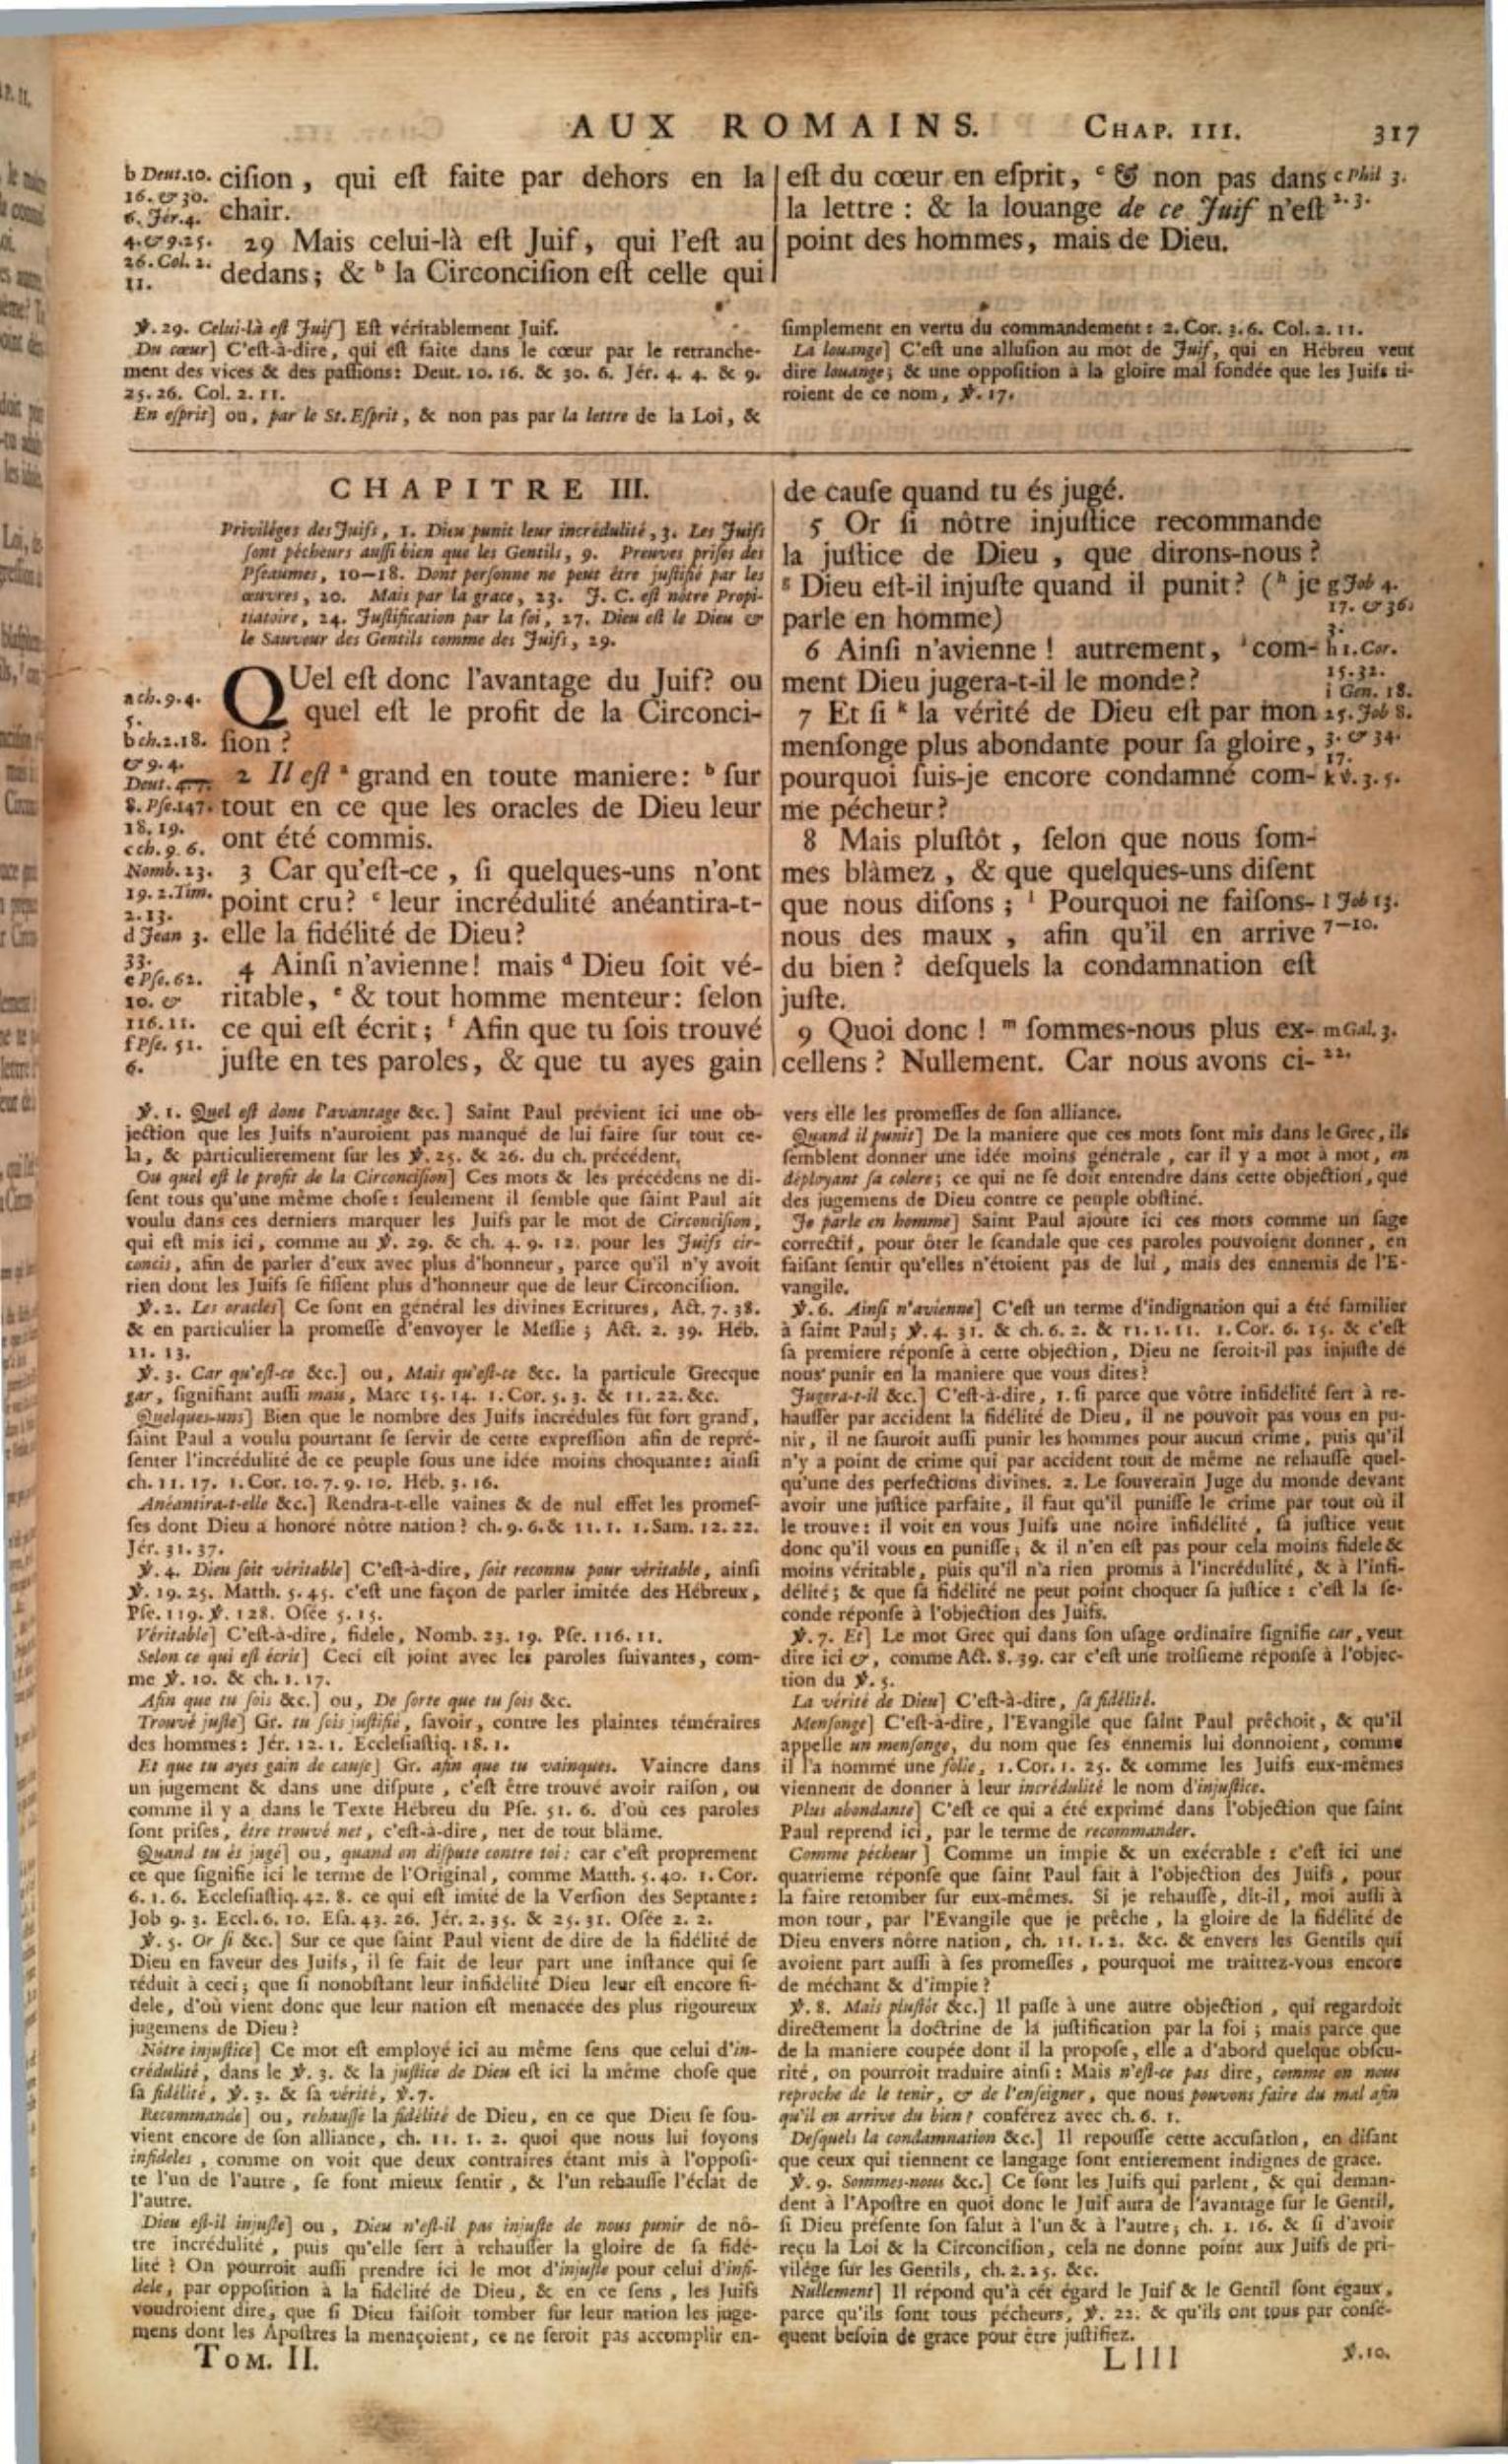 AUX ROMAINS. CHAP. III. 317
b Deut. 10.
16. & 30.
6. Jér. 4.
4. & 9. 25.
26. Col. 2.
11.
ciſion, qui eſt faite par dehors en la
chair.
29 Mais celui-là eſt Juif, qui l'eſt au
dedans; & ᵇ la Circonciſion eſt celle qui
eſt du cœur en eſprit, ᶜ & non pas dans
la lettre : & la louange de ce Juif n'eſt
point des hommes, mais de Dieu.
c Phil 3.
2. 3.
℣. 29. Celui-là eſt Juif] Eſt véritablement Juif.
Du cœur] C'eſt-à-dire, qui eſt faite dans le cœur par le retranche-
ment des vices & des paſſions: Deut. 10. 16. & 30. 6. Jér. 4. 4. & 9.
25. 26. Col. 2. 11.
En eſprit] ou, par le St. Eſprit, & non pas par la lettre de la Loi, &
ſimplement en vertu du commandement : 2. Cor. 3. 6. Col. 2. 11.
La louange] C'eſt une alluſion au mot de Juif, qui en Hébreu veut
dire louange; & une oppoſition à la gloire mal fondée que les Juifs ti-
roient de ce nom, ℣. 17.
CHAPITRE III.
Priviléges des Juifs, 1. Dieu punit leur incrédulité, 3. Les Juifs
ſont pécheurs auſſi bien que les Gentils, 9. Preuves priſes des
Pſeaumes, 10—18. Dont perſonne ne peut être juſtifié par les
œuvres, 20. Mais par la grace, 23. J. C. eſt nôtre Propi-
tiatoire, 24. Juſtification par la foi, 27. Dieu eſt le Dieu &
le Sauveur des Gentils comme des Juifs, 29.
a ch. 9. 4.
5.
b ch. 2. 18.
& 9. 4.
Deut. 4. 7.
8. Pſe. 147.
18. 19.
c ch. 9. 6.
Nomb. 23.
19. 2. Tim.
2. 13.
d Jean 3.
33.
e Pſe. 62.
10. &
116. 11.
f Pſe. 51.
6.
QUel eſt donc l'avantage du Juif? ou
quel eſt le profit de la Circonci-
ſion ?
2 Il eſt ᵃ grand en toute maniere: ᵇ ſur
tout en ce que les oracles de Dieu leur
ont été commis.
3 Car qu'eſt-ce, ſi quelques-uns n'ont
point cru? ᶜ leur incrédulité anéantira-t-
elle la fidélité de Dieu?
4 Ainſi n'avienne! mais ᵈ Dieu ſoit vé-
ritable, ᵉ & tout homme menteur: ſelon
ce qui eſt écrit; ᶠ Afin que tu ſois trouvé
juſte en tes paroles, & que tu ayes gain
de cauſe quand tu és jugé.
5 Or ſi nôtre injuſtice recommande
la juſtice de Dieu, que dirons-nous ?
ᵍ Dieu eſt-il injuſte quand il punit? (ʰ je
parle en homme)
6 Ainſi n'avienne ! autrement, ⁱ com-
ment Dieu jugera-t-il le monde?
7 Et ſi ᵏ la vérité de Dieu eſt par mon
menſonge plus abondante pour ſa gloire,
pourquoi ſuis-je encore condamné com-
me pécheur?
8 Mais pluſtôt, ſelon que nous ſom-
mes blâmez, & que quelques-uns diſent
que nous diſons ; ˡ Pourquoi ne faiſons-
nous des maux, afin qu'il en arrive
du bien ? deſquels la condamnation eſt
juſte.
9 Quoi donc ! ᵐ ſommes-nous plus ex-
cellens ? Nullement. Car nous avons ci-
g Job 4.
17. & 36.
3.
h 1. Cor.
15. 32.
i Gen. 18.
25. Job 8.
3. & 34.
17.
k ℣. 3. 5.
l Job 13.
7—10.
m Gal. 3.
22.
℣. 1. Quel eſt donc l'avantage &c. ] Saint Paul prévient ici une ob-
jection que les Juifs n'auroient pas manqué de lui faire ſur tout ce-
la, & particulierement ſur les ℣. 25. & 26. du ch. précédent.
Ou quel eſt le profit de la Circonciſion] Ces mots & les précédens ne di-
ſent tous qu'une même choſe: ſeulement il ſemble que ſaint Paul ait
voulu dans ces derniers marquer les Juifs par le mot de Circonciſion,
qui eſt mis ici, comme au ℣. 29. & ch. 4. 9. 12. pour les Juifs cir-
concis, afin de parler d'eux avec plus d'honneur, parce qu'il n'y avoit
rien dont les Juifs ſe fiſſent plus d'honneur que de leur Circonciſion.
℣. 2. Les oracles] Ce ſont en général les divines Ecritures, Act. 7. 38.
& en particulier la promeſſe d'envoyer le Meſſie ; Act. 2. 39. Héb.
11. 13.
℣. 3. Car qu'eſt-ce &c.] ou, Mais qu'eſt-ce &c. la particule Grecque
gar, ſignifiant auſſi mais, Marc 15. 14. 1. Cor. 5. 3. & 11. 22. &c.
Quelques-uns] Bien que le nombre des Juifs incrédules fût fort grand,
ſaint Paul a voulu pourtant ſe ſervir de cette expreſſion afin de repré-
ſenter l'incrédulité de ce peuple ſous une idée moins choquante: ainſi
ch. 11. 17. 1. Cor. 10. 7. 9. 10. Héb. 3. 16.
Anéantira-t-elle &c.] Rendra-t-elle vaines & de nul effet les promeſ-
ſes dont Dieu a honoré nôtre nation ? ch. 9. 6. & 11. 1. 1. Sam. 12. 22.
Jér. 31. 37.
℣. 4. Dieu ſoit véritable] C'eſt-à-dire, ſoit reconnu pour véritable, ainſi
℣. 19. 25. Matth. 5. 45. c'eſt une façon de parler imitée des Hébreux,
Pſe. 119. ℣. 128. Oſée 5. 15.
Véritable] C'eſt-à-dire, fidele, Nomb. 23. 19. Pſe. 116. 11.
Selon ce qui eſt écrit] Ceci eſt joint avec les paroles ſuivantes, com-
me ℣. 10. & ch. 1. 17.
Afin que tu ſois &c.] ou, De ſorte que tu ſois &c.
Trouvé juſte] Gr. tu ſois juſtifié, ſavoir, contre les plaintes téméraires
des hommes : Jér. 12. 1. Eccleſiaſtiq. 18. 1.
Et que tu ayes gain de cauſe] Gr. afin que tu vainques. Vaincre dans
un jugement & dans une diſpute, c'eſt être trouvé avoir raiſon, ou
comme il y a dans le Texte Hébreu du Pſe. 51. 6. d'où ces paroles
ſont priſes, être trouvé net, c'eſt-à-dire, net de tout blâme.
Quand tu és jugé] ou, quand on diſpute contre toi: car c'eſt proprement
ce que ſignifie ici le terme de l'Original, comme Matth. 5. 40. 1. Cor.
6. 1. 6. Eccleſiaſtiq. 42. 8. ce qui eſt imité de la Verſion des Septante:
Job 9. 3. Eccl. 6. 10. Eſa. 43. 26. Jér. 2. 35. & 25. 31. Oſée 2. 2.
℣. 5. Or ſi &c.] Sur ce que ſaint Paul vient de dire de la fidélité de
Dieu en faveur des Juifs, il ſe fait de leur part une inſtance qui ſe
réduit à ceci; que ſi nonobſtant leur infidélité Dieu leur eſt encore fi-
dele, d'où vient donc que leur nation eſt menacée des plus rigoureux
jugemens de Dieu ?
Nôtre injuſtice] Ce mot eſt employé ici au même ſens que celui d'in-
crédulité, dans le ℣. 3. & la juſtice de Dieu eſt ici la même choſe que
ſa fidélité, ℣. 3. & ſa vérité, ℣. 7.
Recommande] ou, rehauſſe la fidélité de Dieu, en ce que Dieu ſe ſou-
vient encore de ſon alliance, ch. 11. 1. 2. quoi que nous lui ſoyons
infideles, comme on voit que deux contraires étant mis à l'oppoſi-
te l'un de l'autre, ſe font mieux ſentir, & l'un rehauſſe l'éclat de
l'autre.
Dieu eſt-il injuſte] ou, Dieu n'eſt-il pas injuſte de nous punir de nô-
tre incrédulité, puis qu'elle ſert à rehauſſer la gloire de ſa fidé-
lité ? On pourroit auſſi prendre ici le mot d'injuſte pour celui d'infi-
dele, par oppoſition à la fidélité de Dieu, & en ce ſens, les Juifs
voudroient dire, que ſi Dieu faiſoit tomber ſur leur nation les juge-
mens dont les Apoſtres la menaçoient, ce ne ſeroit pas accomplir en-
vers elle les promeſſes de ſon alliance.
Quand il punit] De la maniere que ces mots ſont mis dans le Grec, ils
ſemblent donner une idée moins générale, car il y a mot à mot, en
déployant ſa colere; ce qui ne ſe doit entendre dans cette objection, que
des jugemens de Dieu contre ce peuple obſtiné.
Je parle en homme] Saint Paul ajoute ici ces mots comme un ſage
correctif, pour ôter le ſcandale que ces paroles pouvoient donner, en
faiſant ſentir qu'elles n'étoient pas de lui, mais des ennemis de l'E-
vangile.
℣. 6. Ainſi n'avienne] C'eſt un terme d'indignation qui a été familier
à ſaint Paul; ℣. 4. 31. & ch. 6. 2. & 11. 1. 11. 1. Cor. 6. 15. & c'eſt
ſa premiere réponſe à cette objection, Dieu ne ſeroit-il pas injuſte de
nous punir en la maniere que vous dites?
Jugera-t-il &c.] C'eſt-à-dire, 1. ſi parce que vôtre infidélité ſert à re-
hauſſer par accident la fidélité de Dieu, il ne pouvoit pas vous en pu-
nir, il ne ſauroit auſſi punir les hommes pour aucun crime, puis qu'il
n'y a point de crime qui par accident tout de même ne rehauſſe quel-
qu'une des perfections divines. 2. Le ſouverain Juge du monde devant
avoir une juſtice parfaite, il faut qu'il puniſſe le crime par tout où il
le trouve: il voit en vous Juifs une noire infidélité, ſa juſtice veut
donc qu'il vous en puniſſe; & il n'en eſt pas pour cela moins fidele &
moins véritable, puis qu'il n'a rien promis à l'incrédulité, & à l'infi-
délité; & que ſa fidélité ne peut point choquer ſa juſtice : c'eſt la ſe-
conde réponſe à l'objection des Juifs.
℣. 7. Et] Le mot Grec qui dans ſon uſage ordinaire ſignifie car, veut
dire ici &, comme Act. 8. 39. car c'eſt une troiſieme réponſe à l'objec-
tion du ℣. 5.
La vérité de Dieu] C'eſt-à-dire, ſa fidélité.
Menſonge] C'eſt-à-dire, l'Evangile que ſaint Paul prêchoit, & qu'il
appelle un menſonge, du nom que ſes ennemis lui donnoient, comme
il l'a nommé une folie, 1. Cor. 1. 25. & comme les Juifs eux-mêmes
viennent de donner à leur incrédulité le nom d'injuſtice.
Plus abondante] C'eſt ce qui a été exprimé dans l'objection que ſaint
Paul reprend ici, par le terme de recommander.
Comme pécheur ] Comme un impie & un exécrable : c'eſt ici une
quatrieme réponſe que ſaint Paul fait à l'objection des Juifs, pour
la faire retomber ſur eux-mêmes. Si je rehauſſe, dit-il, moi auſſi à
mon tour, par l'Evangile que je prêche, la gloire de la fidélité de
Dieu envers nôtre nation, ch. 11. 1. 2. &c. & envers les Gentils qui
avoient part auſſi à ſes promeſſes, pourquoi me traittez-vous encore
de méchant & d'impie ?
℣. 8. Mais pluſtôt &c.] Il paſſe à une autre objection, qui regardoit
directement la doctrine de la juſtification par la foi ; mais parce que
de la maniere coupée dont il la propoſe, elle a d'abord quelque obſcu-
rité, on pourroit traduire ainſi : Mais n'eſt-ce pas dire, comme on nous
reproche de le tenir, & de l'enſeigner, que nous pouvons faire du mal afin
qu'il en arrive du bien? conférez avec ch. 6. 1.
Deſquels la condamnation &c.] Il repouſſe cette accuſation, en diſant
que ceux qui tiennent ce langage ſont entierement indignes de grace.
℣. 9. Sommes-nous &c.] Ce ſont les Juifs qui parlent, & qui deman-
dent à l'Apoſtre en quoi donc le Juif aura de l'avantage ſur le Gentil,
ſi Dieu préſente ſon ſalut à l'un & à l'autre; ch. 1. 16. & ſi d'avoir
reçu la Loi & la Circonciſion, cela ne donne point aux Juifs de pri-
vilége ſur les Gentils, ch. 2. 25. &c.
Nullement] Il répond qu'à cét égard le Juif & le Gentil ſont égaux,
parce qu'ils ſont tous pécheurs, ℣. 22. & qu'ils ont tous par conſé-
quent beſoin de grace pour être juſtifiez.
TOM. II. LIII ℣. 10.